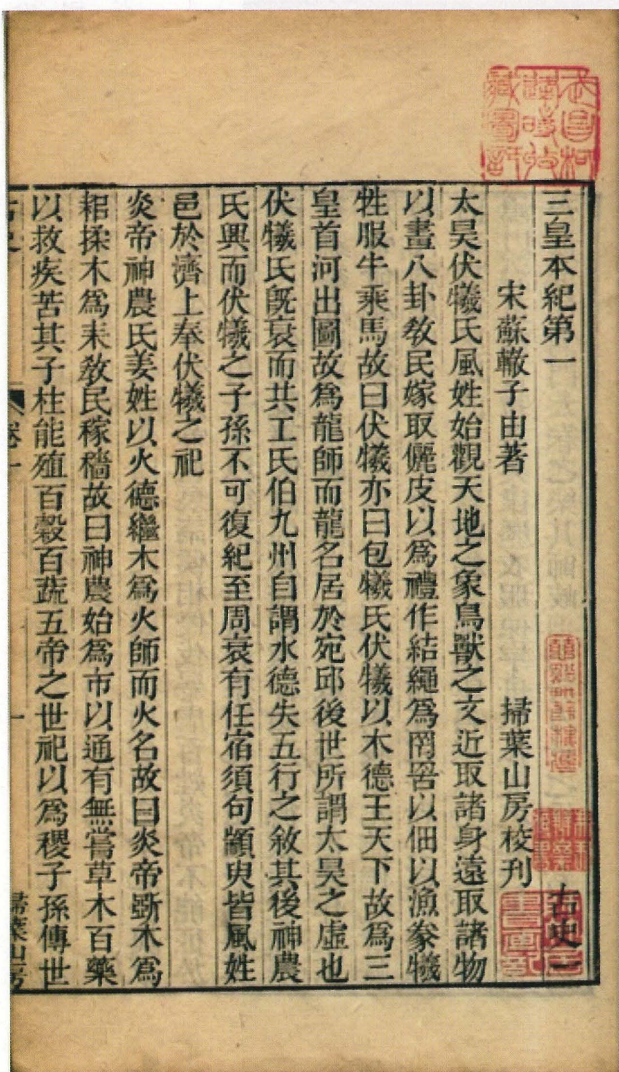 三皇本紀第一 古史一
宋蘇轍子由著 掃葉山房校刊
太昊伏犧氏風姓始觀天地之象鳥獸之文近取諸身遠取諸物
以畫八卦敎民嫁取儷皮以爲禮作結繩爲罔罟以佃以漁豢犧
牲服牛乘馬故曰伏犧亦曰包犧氏伏犧以木德王天下故爲三
皇首河出圖故爲龍師而龍名居於宛邱後世所謂太昊之虛也
伏犧氏旣衰而共工氏伯九州自謂水德失五行之敘其後神農
氏興而伏犧之子孫不可復紀至周衰有任宿須句顓臾皆風姓
邑於濟上奉伏犧之祀
炎帝神農氏姜姓以火德繼木爲火師而火名故曰炎帝斲木爲
耜揉木爲耒敎民稼穡故曰神農始爲市以通有無嘗草木百藥
以救疾苦其子柱能殖百穀百蔬五帝之世祀以爲稷子孫傳世
古史 卷一 一 掃葉山房